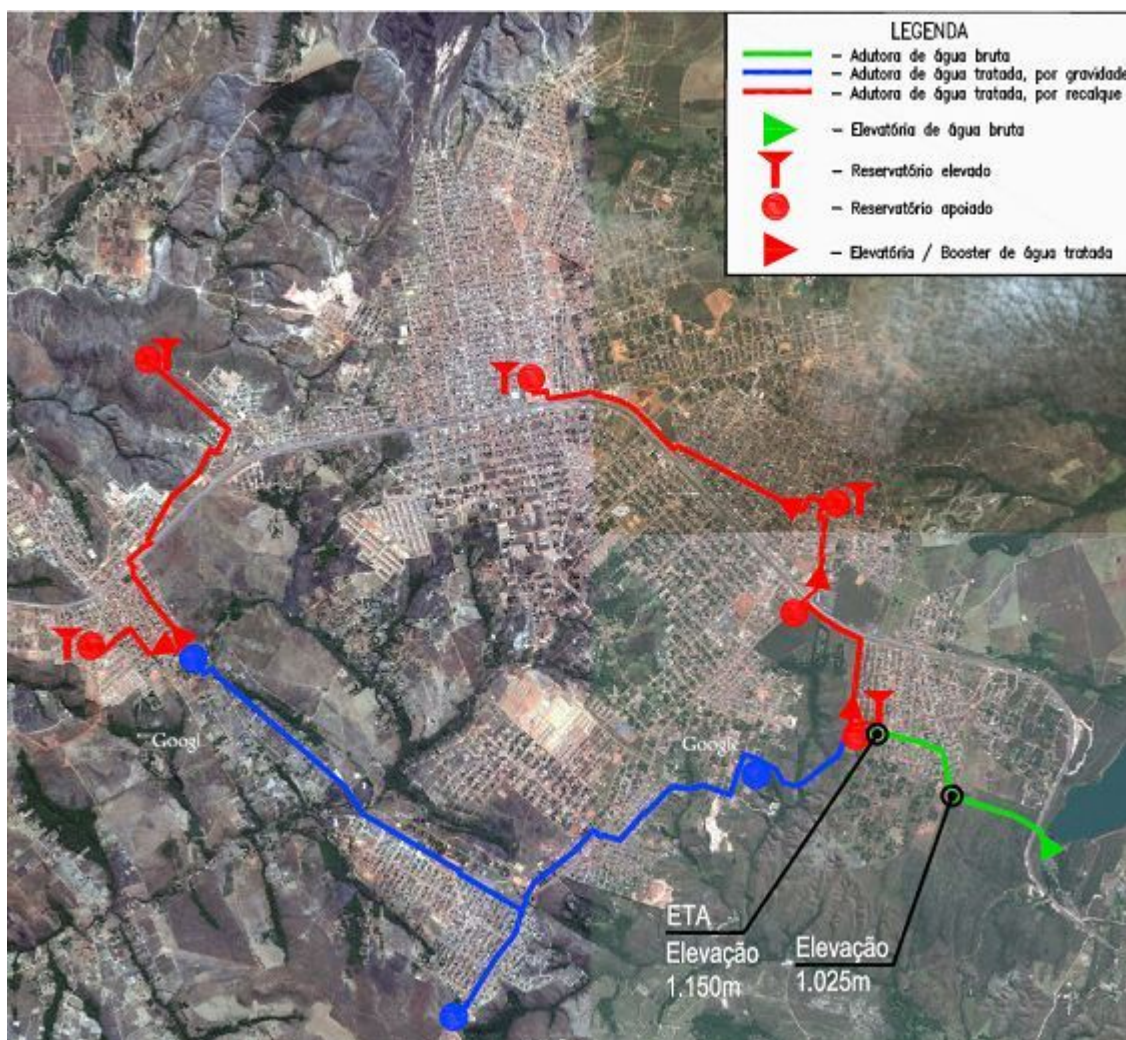 LEGENDA
– Adutora de água bruta
– Adutora de água tratada, por gravidade
– Adutora de água tratada, por recalque
– Elevatória de água bruta
– Reservatório elevado
– Reservatório apoiado
– Elevatória / Booster de água tratada
Googl
Google
ETA
Elevação
1.150m
Elevação
1.025m